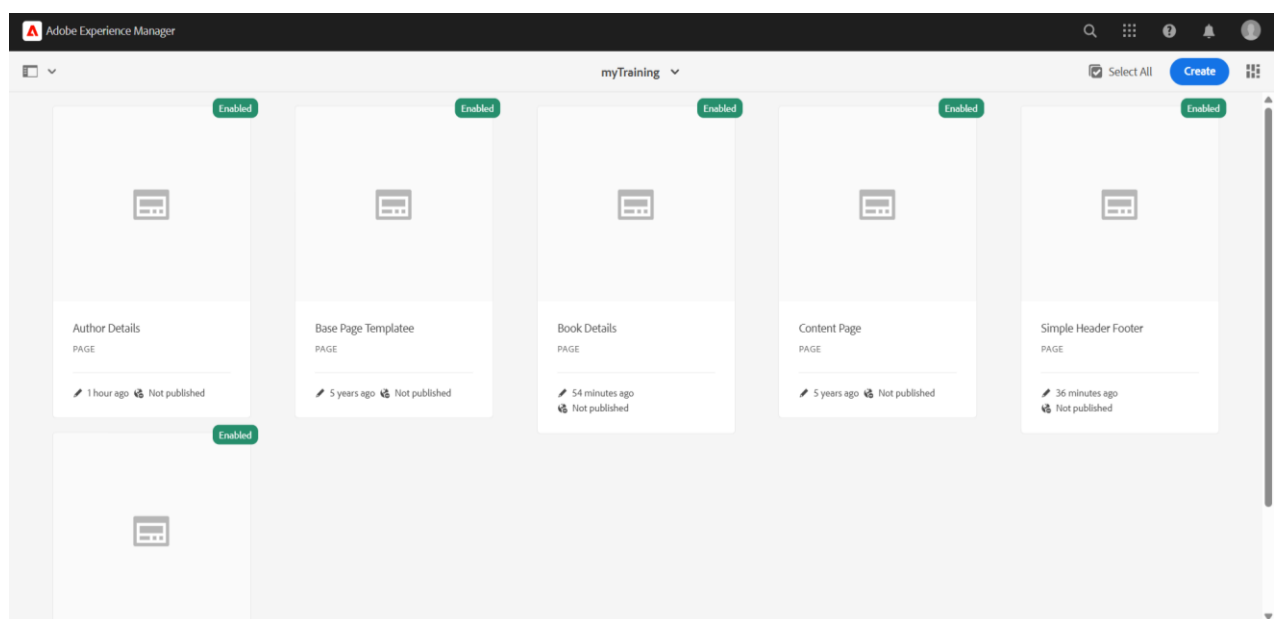 Adobe Experience Manager
myTraining
Select All
Create
Enabled
Enabled
Enabled
Enabled
Enabled
Author Details
PAGE
1 hour ago Not published
Base Page Templatee
PAGE
5 years ago Not published
Book Details
PAGE
54 minutes ago
Not published
Content Page
PAGE
5 years ago Not published
Simple Header Footer
PAGE
36 minutes ago
Not published
Enabled